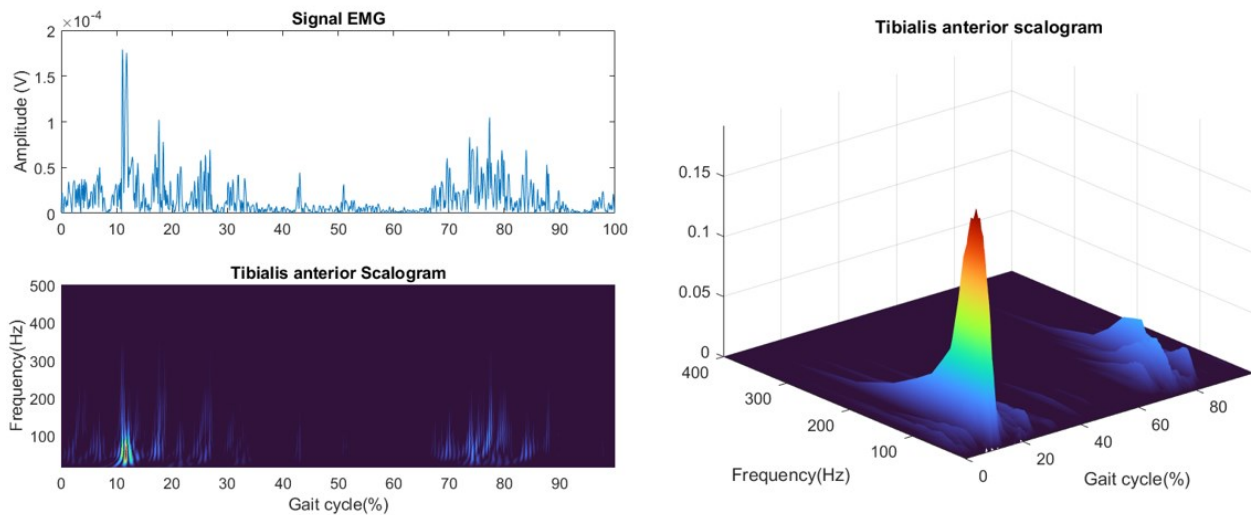 Signal EMG
×10⁻⁴
2
1.5
1
0.5
0
Amplitude (V)
0 10 20 30 40 50 60 70 80 90 100
Tibialis anterior Scalogram
500
400
300
200
100
Frequency(Hz)
0 10 20 30 40 50 60 70 80 90
Gait cycle(%)
Tibialis anterior scalogram
0.15
0.1
0.05
0
400
300
200
100
0
20
40
60
80
Frequency(Hz)
Gait cycle(%)